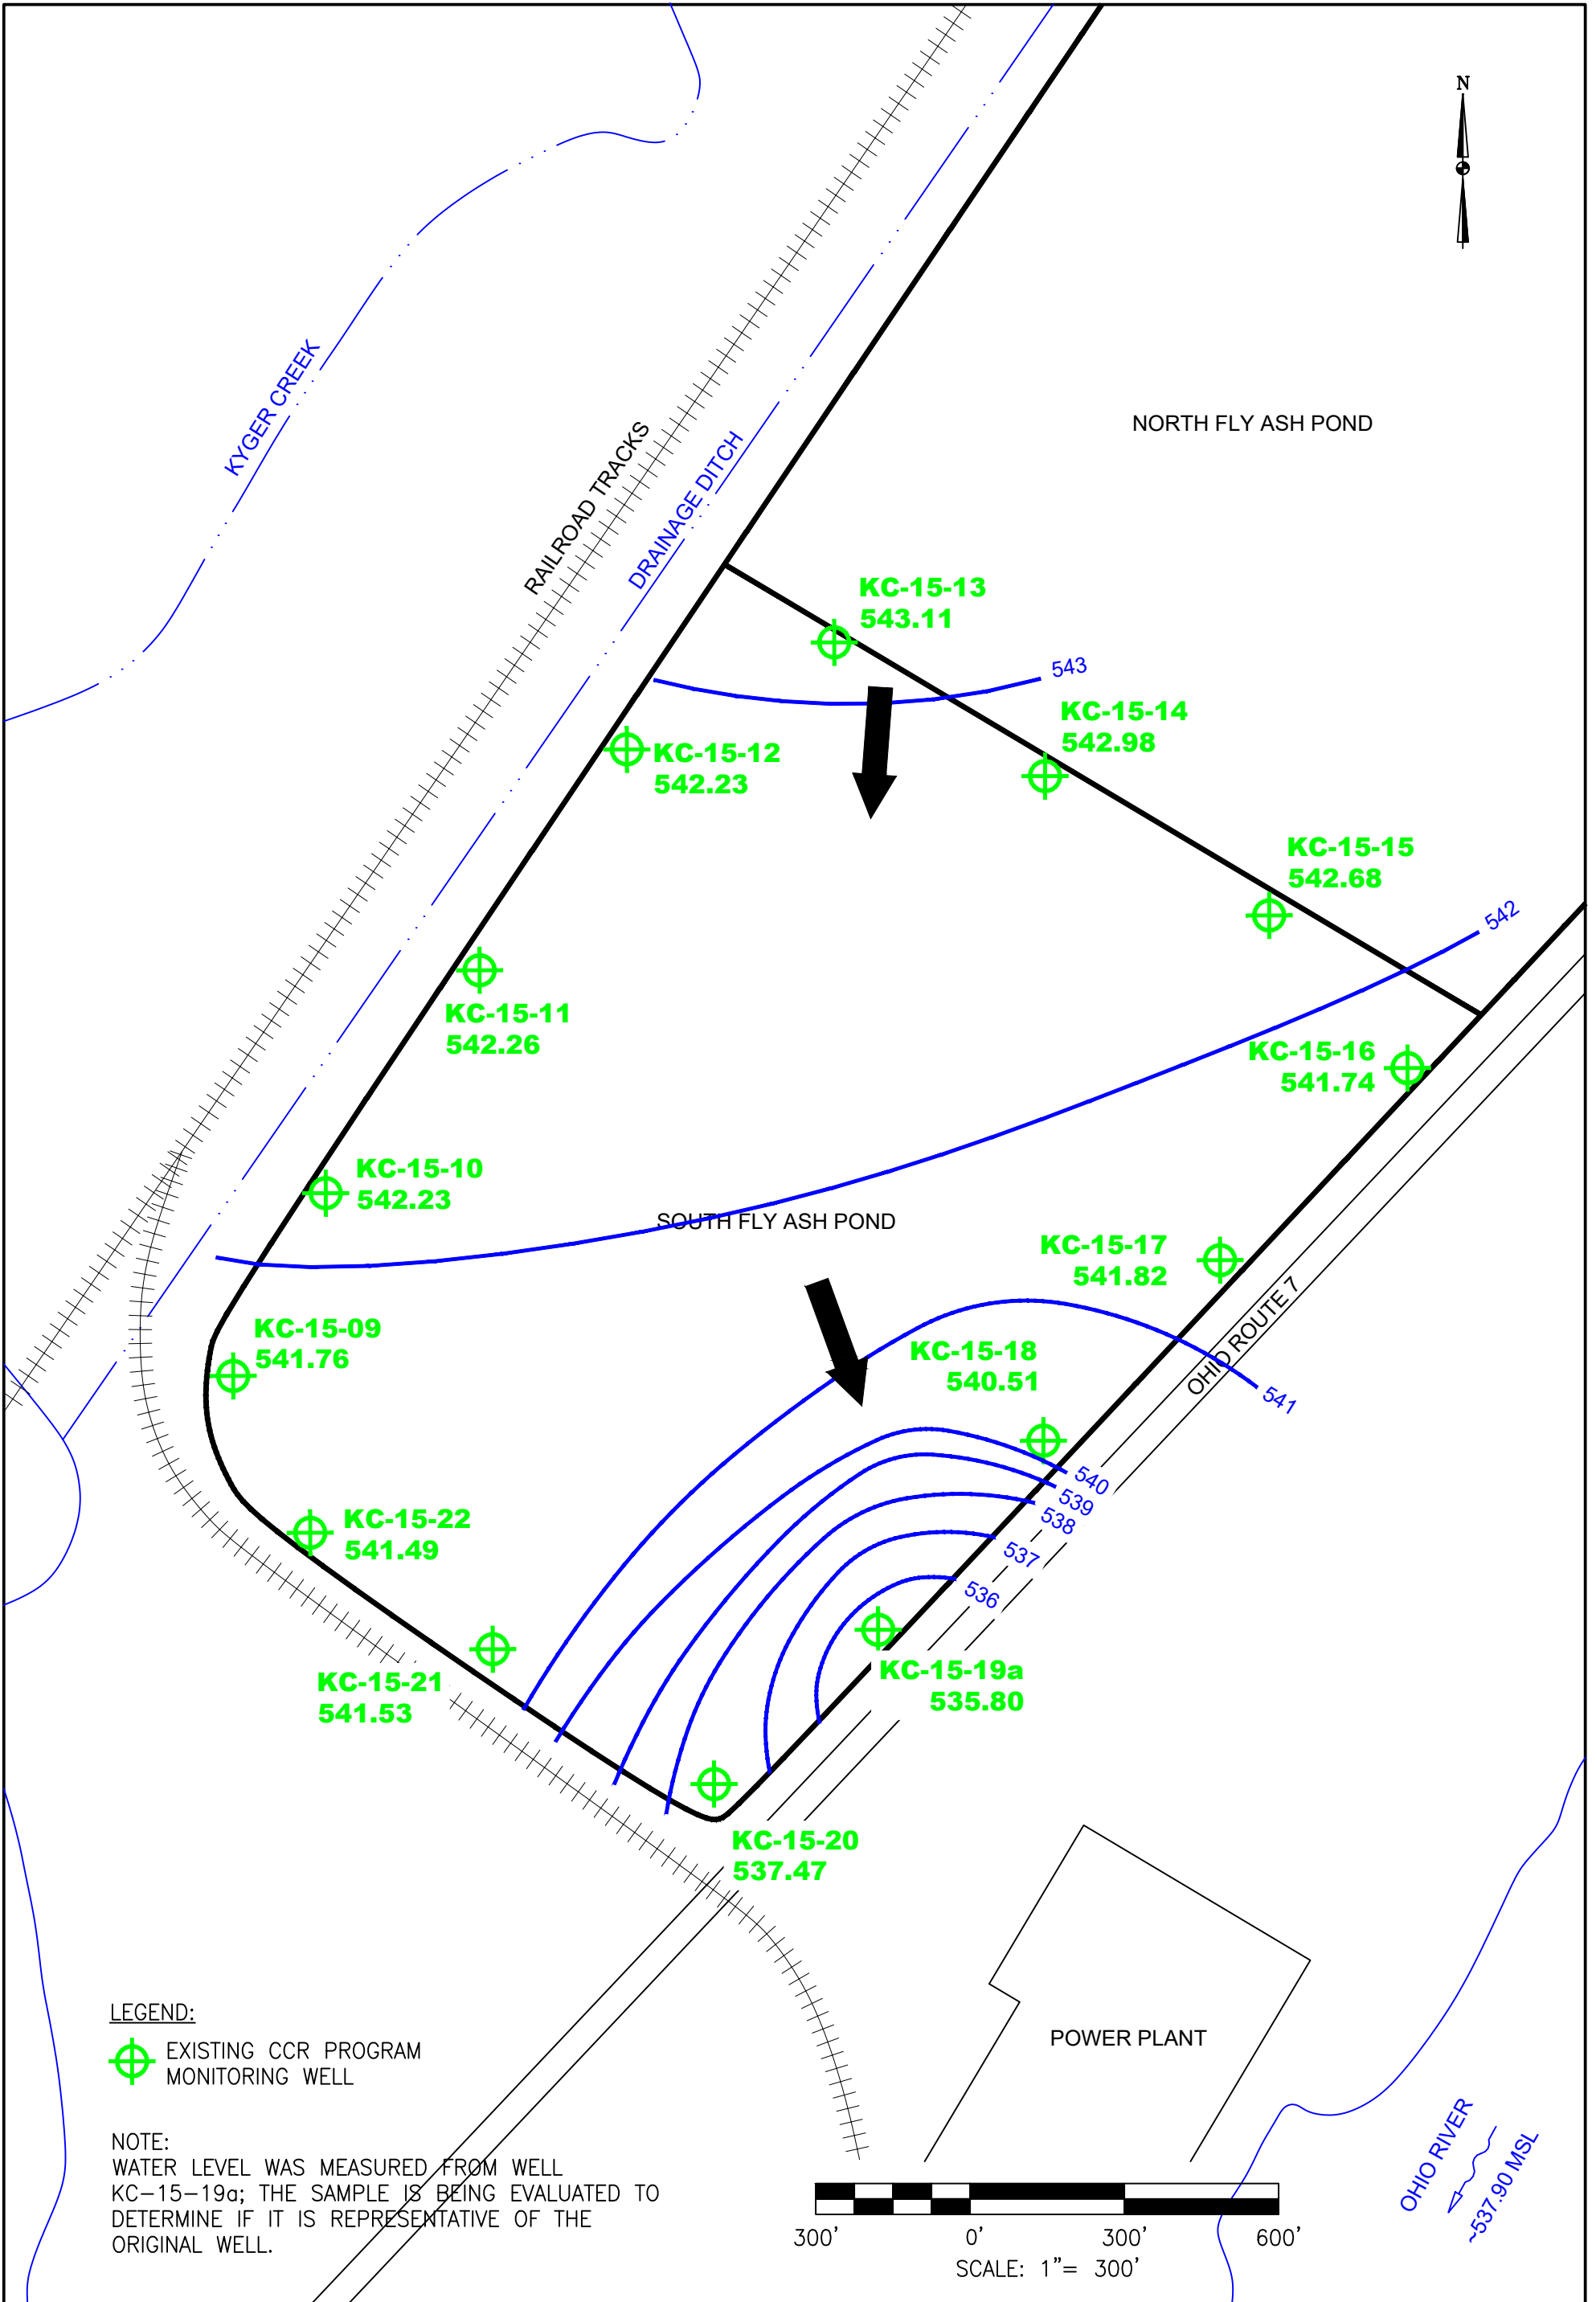 N
NORTH FLY ASH POND
KYGER CREEK
RAILROAD TRACKS
DRAINAGE DITCH
KC-15-13
543.11
543
KC-15-14
542.98
KC-15-12
542.23
KC-15-15
542.68
542
KC-15-11
542.26
KC-15-16
541.74
KC-15-10
542.23
SOUTH FLY ASH POND
KC-15-17
541.82
OHIO ROUTE 7
KC-15-09
541.76
KC-15-18
540.51
541
540
539
538
537
536
KC-15-22
541.49
KC-15-21
541.53
KC-15-19a
535.80
KC-15-20
537.47
POWER PLANT
LEGEND:
EXISTING CCR PROGRAM
MONITORING WELL
NOTE:
WATER LEVEL WAS MEASURED FROM WELL
KC-15-19a; THE SAMPLE IS BEING EVALUATED TO
DETERMINE IF IT IS REPRESENTATIVE OF THE
ORIGINAL WELL.
300' 0' 300' 600'
SCALE: 1"= 300'
OHIO RIVER
~537.90 MSL